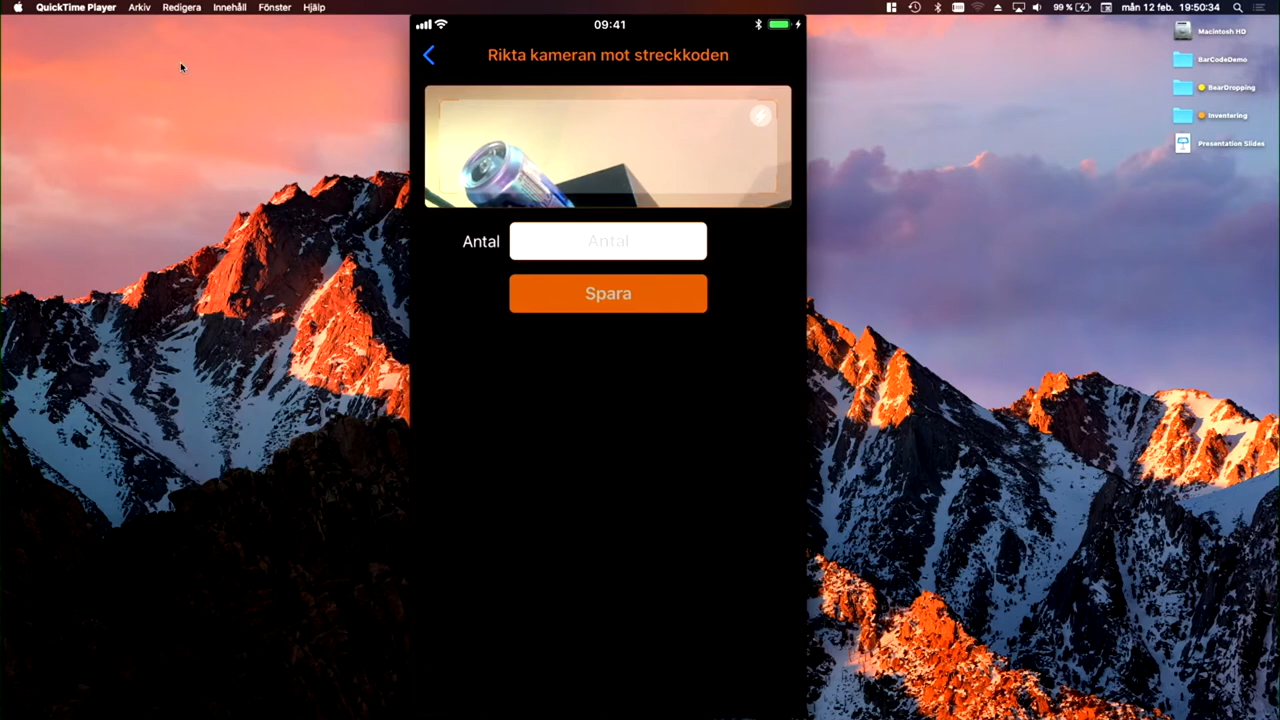 QuickTime Player Arkiv Redigera Innehåll Fönster Hjälp 99 % mån 12 feb. 19:50:34
09:41
Rikta kameran mot streckkoden
Antal Antal
Spara
Macintosh HD
BarCodeDemo
BearDropping
Inventering
Presentation Slides